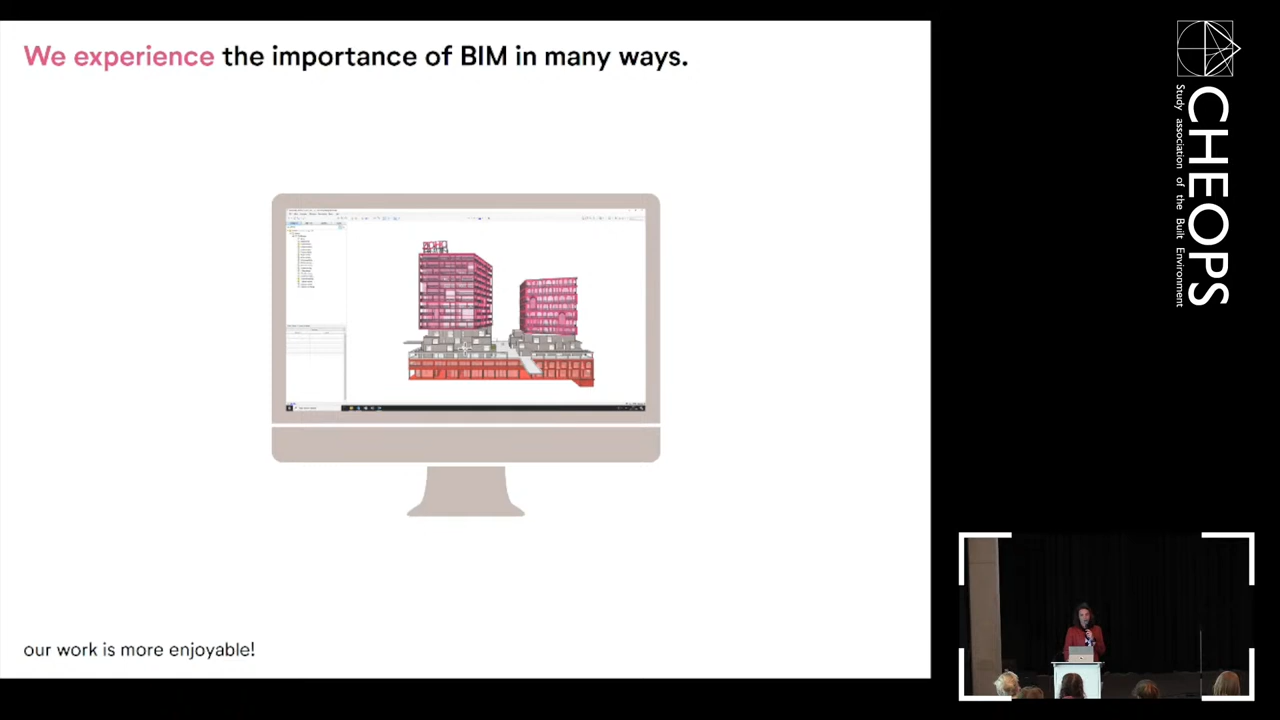 We experience the importance of BIM in many ways.
our work is more enjoyable!
CHEOPS
Study association of the Built Environment